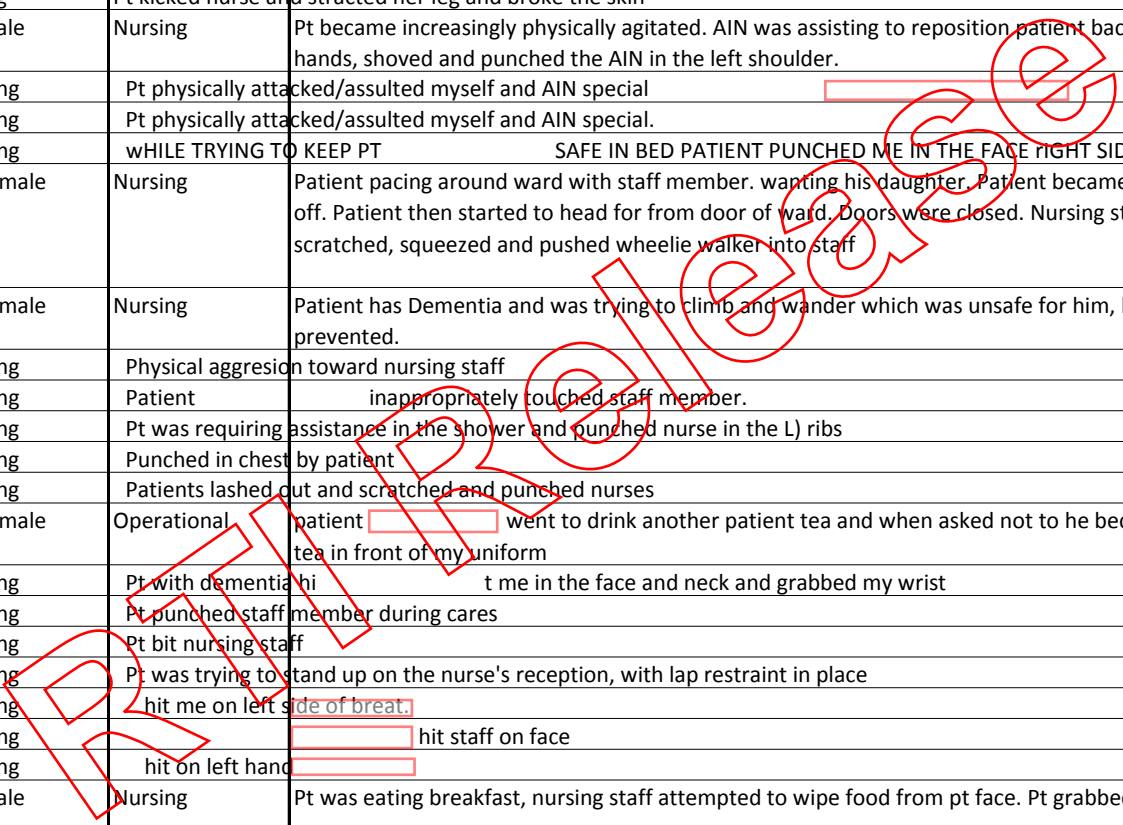 Pt kicked nurse and structed her leg and broke the skin
ale Nursing Pt became increasingly physically agitated. AIN was assisting to reposition patient bac
hands, shoved and punched the AIN in the left shoulder.
ng Pt physically attacked/assulted myself and AIN special
ng Pt physically attacked/assulted myself and AIN special.
ng wHILE TRYING TO KEEP PT SAFE IN BED PATIENT PUNCHED ME IN THE FACE rIGHT SID
male Nursing Patient pacing around ward with staff member. wanting his daughter. Patient became
off. Patient then started to head for from door of ward. Doors were closed. Nursing st
scratched, squeezed and pushed wheelie walker into staff
male Nursing Patient has Dementia and was trying to climb and wander which was unsafe for him,
prevented.
ng Physical aggresion toward nursing staff
ng Patient inappropriately touched staff member.
ng Pt was requiring assistance in the shower and punched nurse in the L) ribs
ng Punched in chest by patient
ng Patients lashed out and scratched and punched nurses
male Operational patient went to drink another patient tea and when asked not to he bec
tea in front of my uniform
ng Pt with dementia hi t me in the face and neck and grabbed my wrist
ng Pt punched staff member during cares
ng Pt bit nursing staff
ng Pt was trying to stand up on the nurse's reception, with lap restraint in place
ng hit me on left side of breat.
ng hit staff on face
ng hit on left hand
ale Nursing Pt was eating breakfast, nursing staff attempted to wipe food from pt face. Pt grabbe
RTI Release